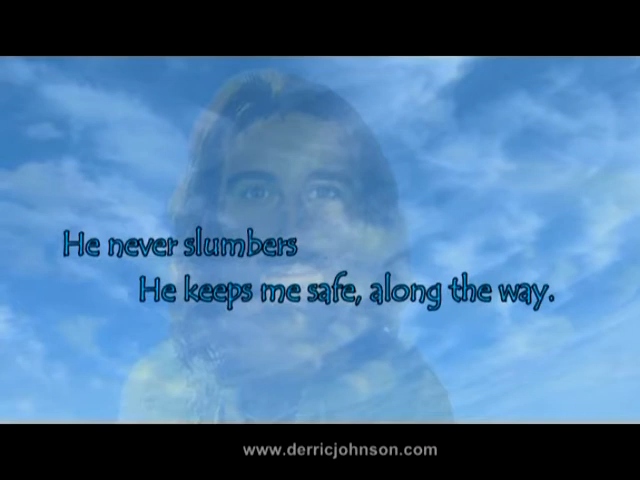 He never slumbers
He keeps me safe, along the way.
www.derricjohnson.com